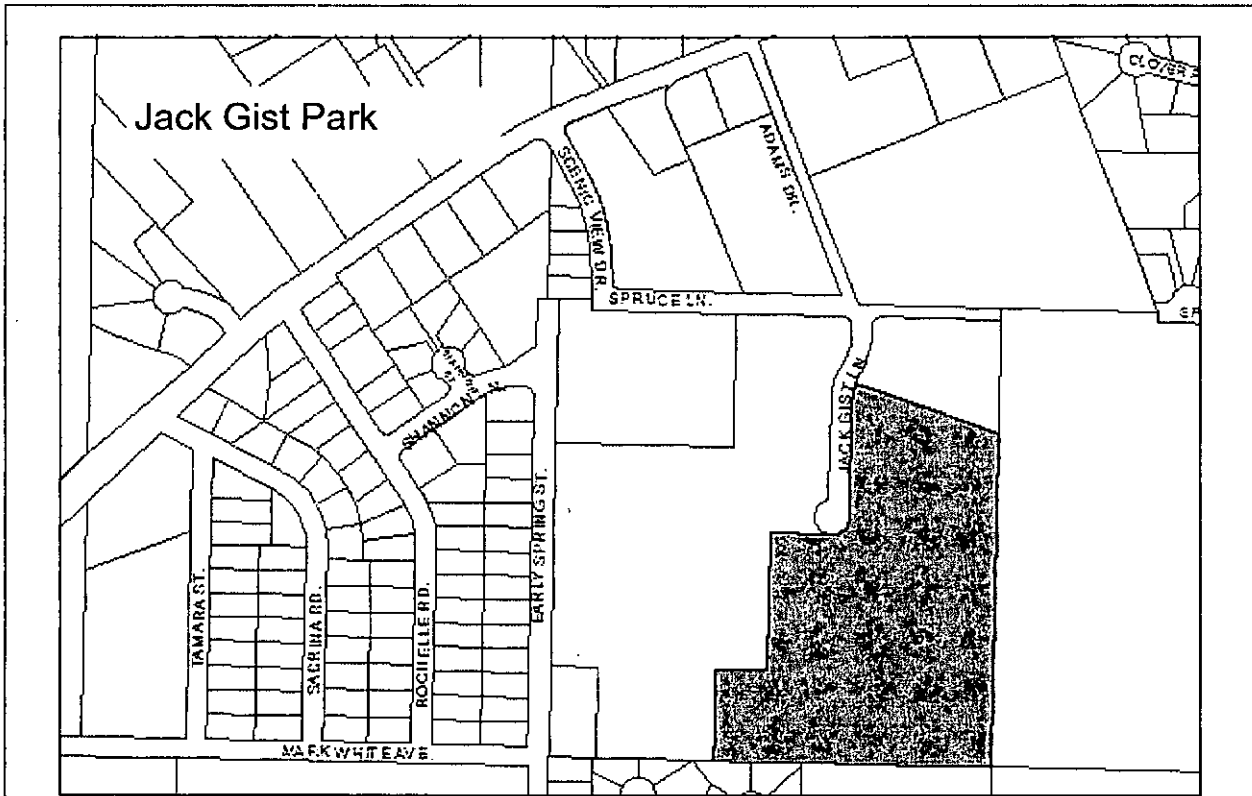 Jack Gist Park
CLOVER
SCENIC VIEW DR.
ADAMS DR.
SPRUCE LN.
JACK GIST LN.
SHANNON LN.
EARLY SPRING ST.
TAMARA ST.
SABRINA RD.
ROCHELLE RD.
MARK WHITE AVE.